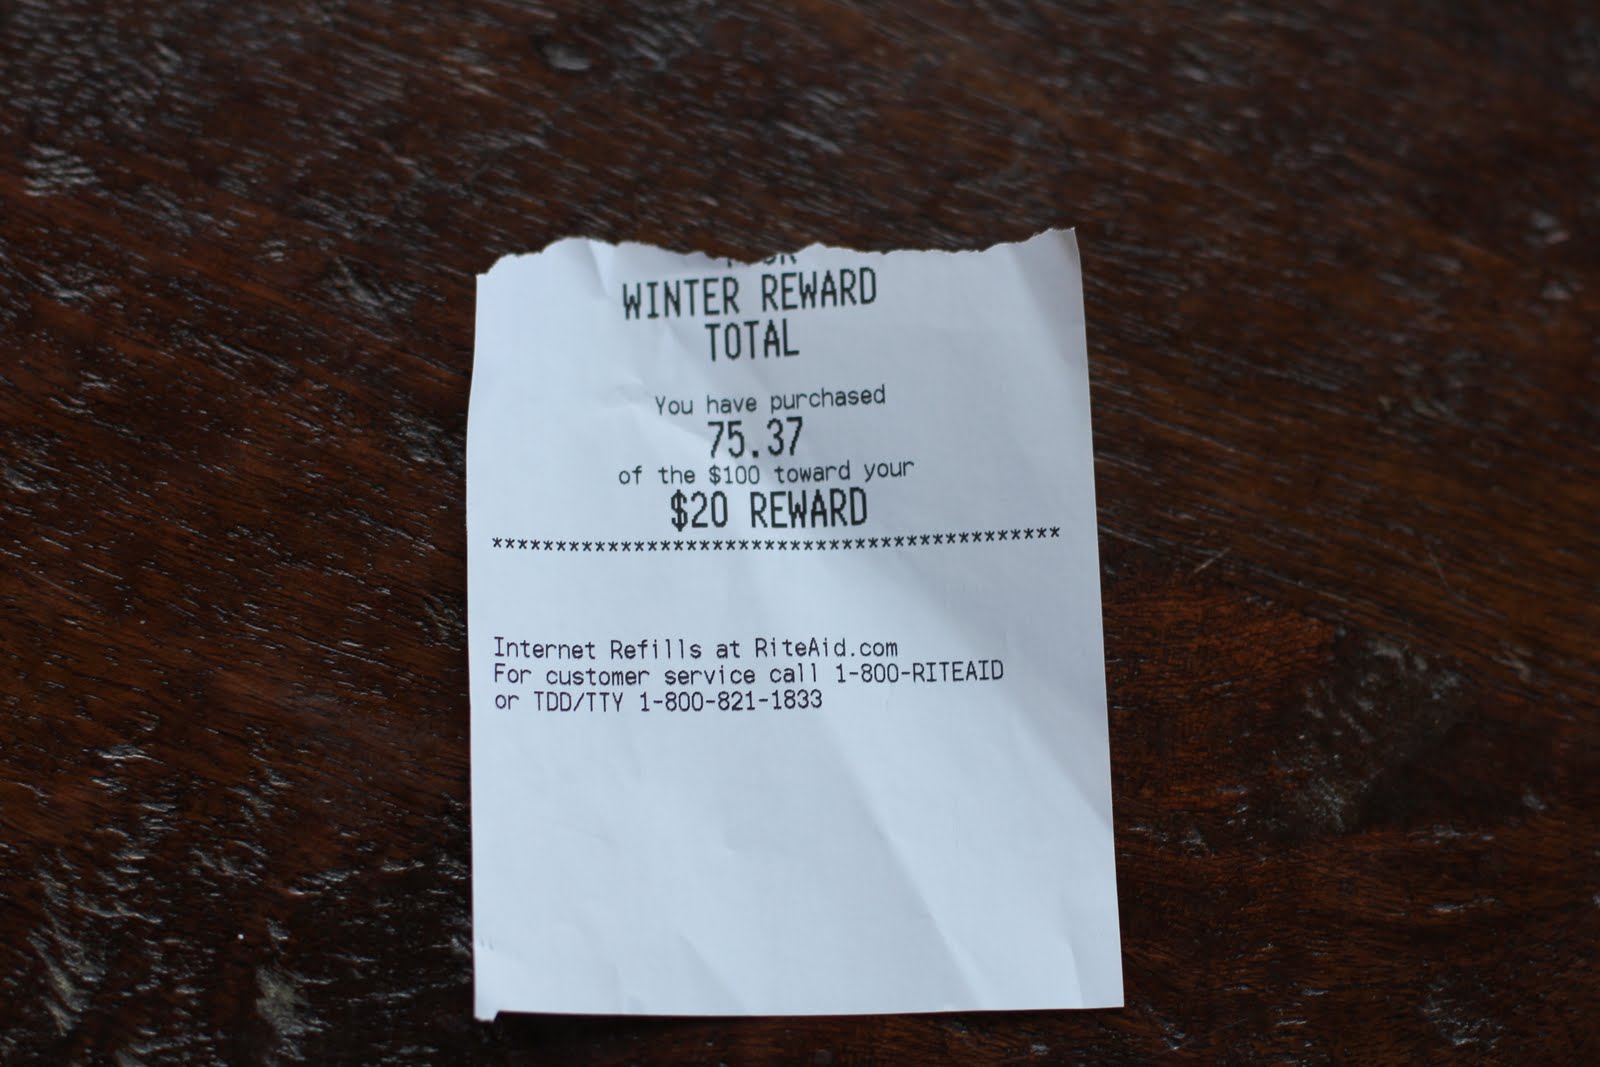 WINTER REWARD
TOTAL
You have purchased
75.37
of the $100 toward your
$20 REWARD
********************************************
Internet Refills at RiteAid.com
For customer service call 1-800-RITEAID
or TDD/TTY 1-800-821-1833